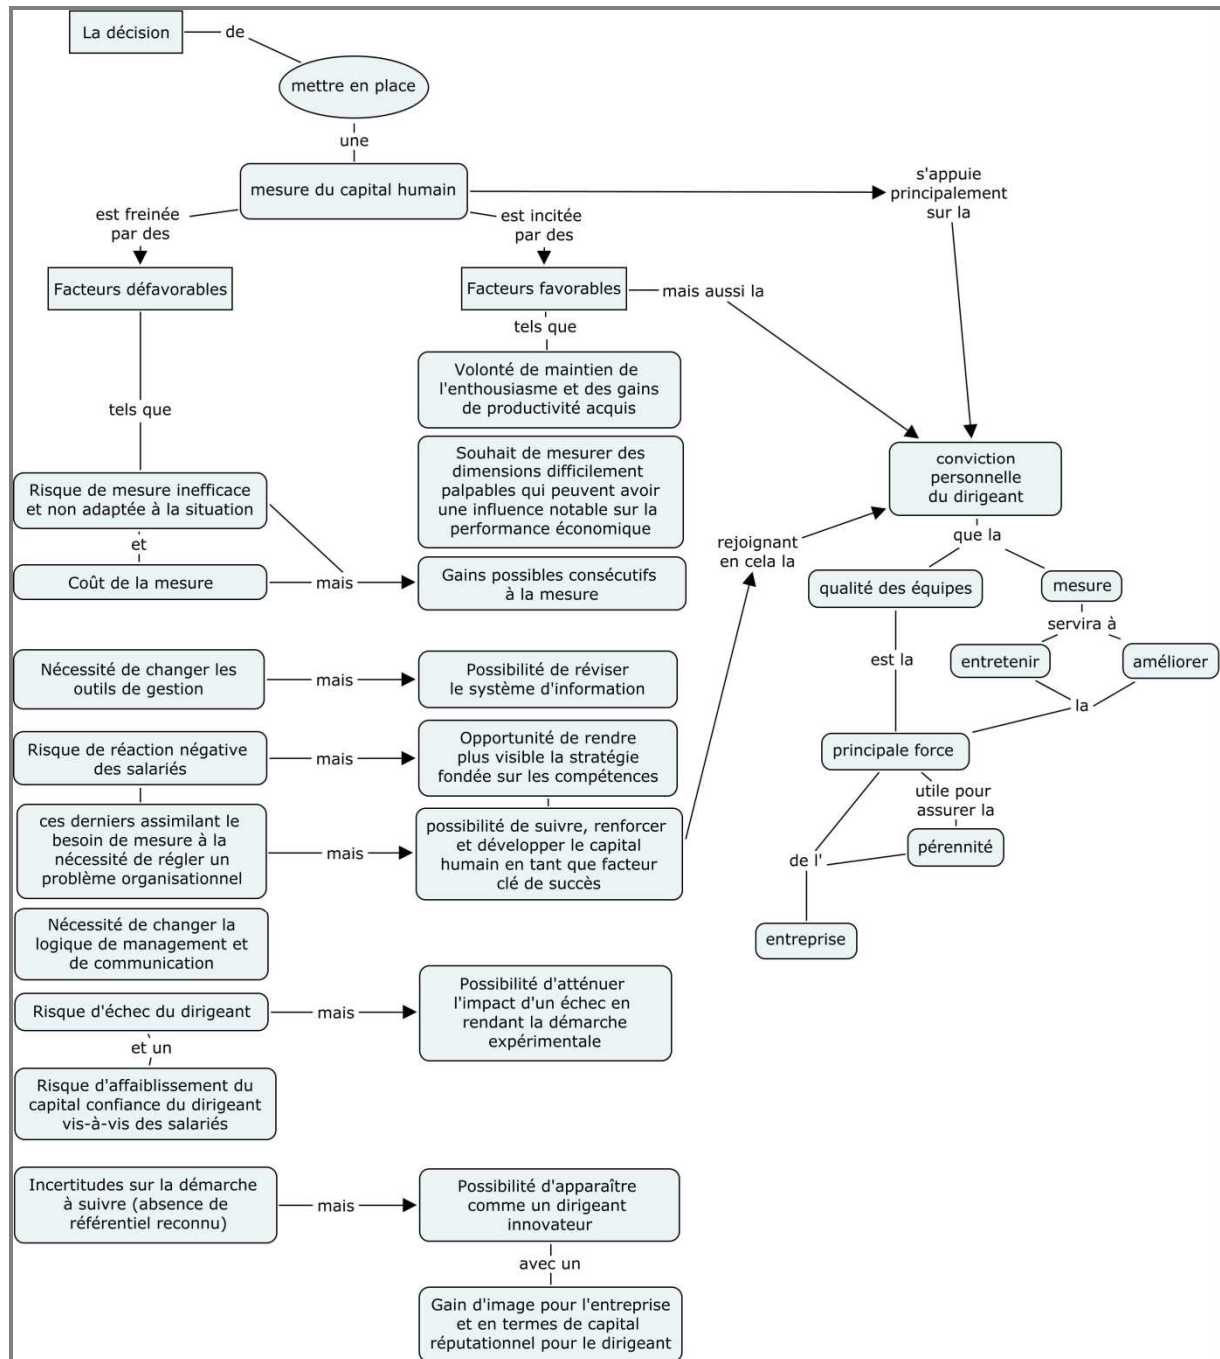 La décision
de
mettre en place
une
mesure du capital humain
s'appuie
principalement
sur la
est freinée
par des
est incitée
par des
Facteurs défavorables
Facteurs favorables
mais aussi la
tels que
Volonté de maintien de
l'enthousiasme et des gains
de productivité acquis
tels que
Souhait de mesurer des
dimensions difficilement
palpables qui peuvent avoir
une influence notable sur la
performance économique
conviction
personnelle
du dirigeant
Risque de mesure inefficace
et non adaptée à la situation
et
Coût de la mesure
mais
Gains possibles consécutifs
à la mesure
rejoignant
en cela la
que la
qualité des équipes
mesure
servira à
est la
entretenir
améliorer
la
Nécessité de changer les
outils de gestion
mais
Possibilité de réviser
le système d'information
Risque de réaction négative
des salariés
mais
Opportunité de rendre
plus visible la stratégie
fondée sur les compétences
principale force
utile pour
assurer la
pérennité
de l'
entreprise
ces derniers assimilant le
besoin de mesure à la
nécessité de régler un
problème organisationnel
mais
possibilité de suivre, renforcer
et développer le capital
humain en tant que facteur
clé de succès
Nécessité de changer la
logique de management et
de communication
Risque d'échec du dirigeant
mais
Possibilité d'atténuer
l'impact d'un échec en
rendant la démarche
expérimentale
et un
Risque d'affaiblissement du
capital confiance du dirigeant
vis-à-vis des salariés
Incertitudes sur la démarche
à suivre (absence de
référentiel reconnu)
mais
Possibilité d'apparaître
comme un dirigeant
innovateur
avec un
Gain d'image pour l'entreprise
et en termes de capital
réputationnel pour le dirigeant